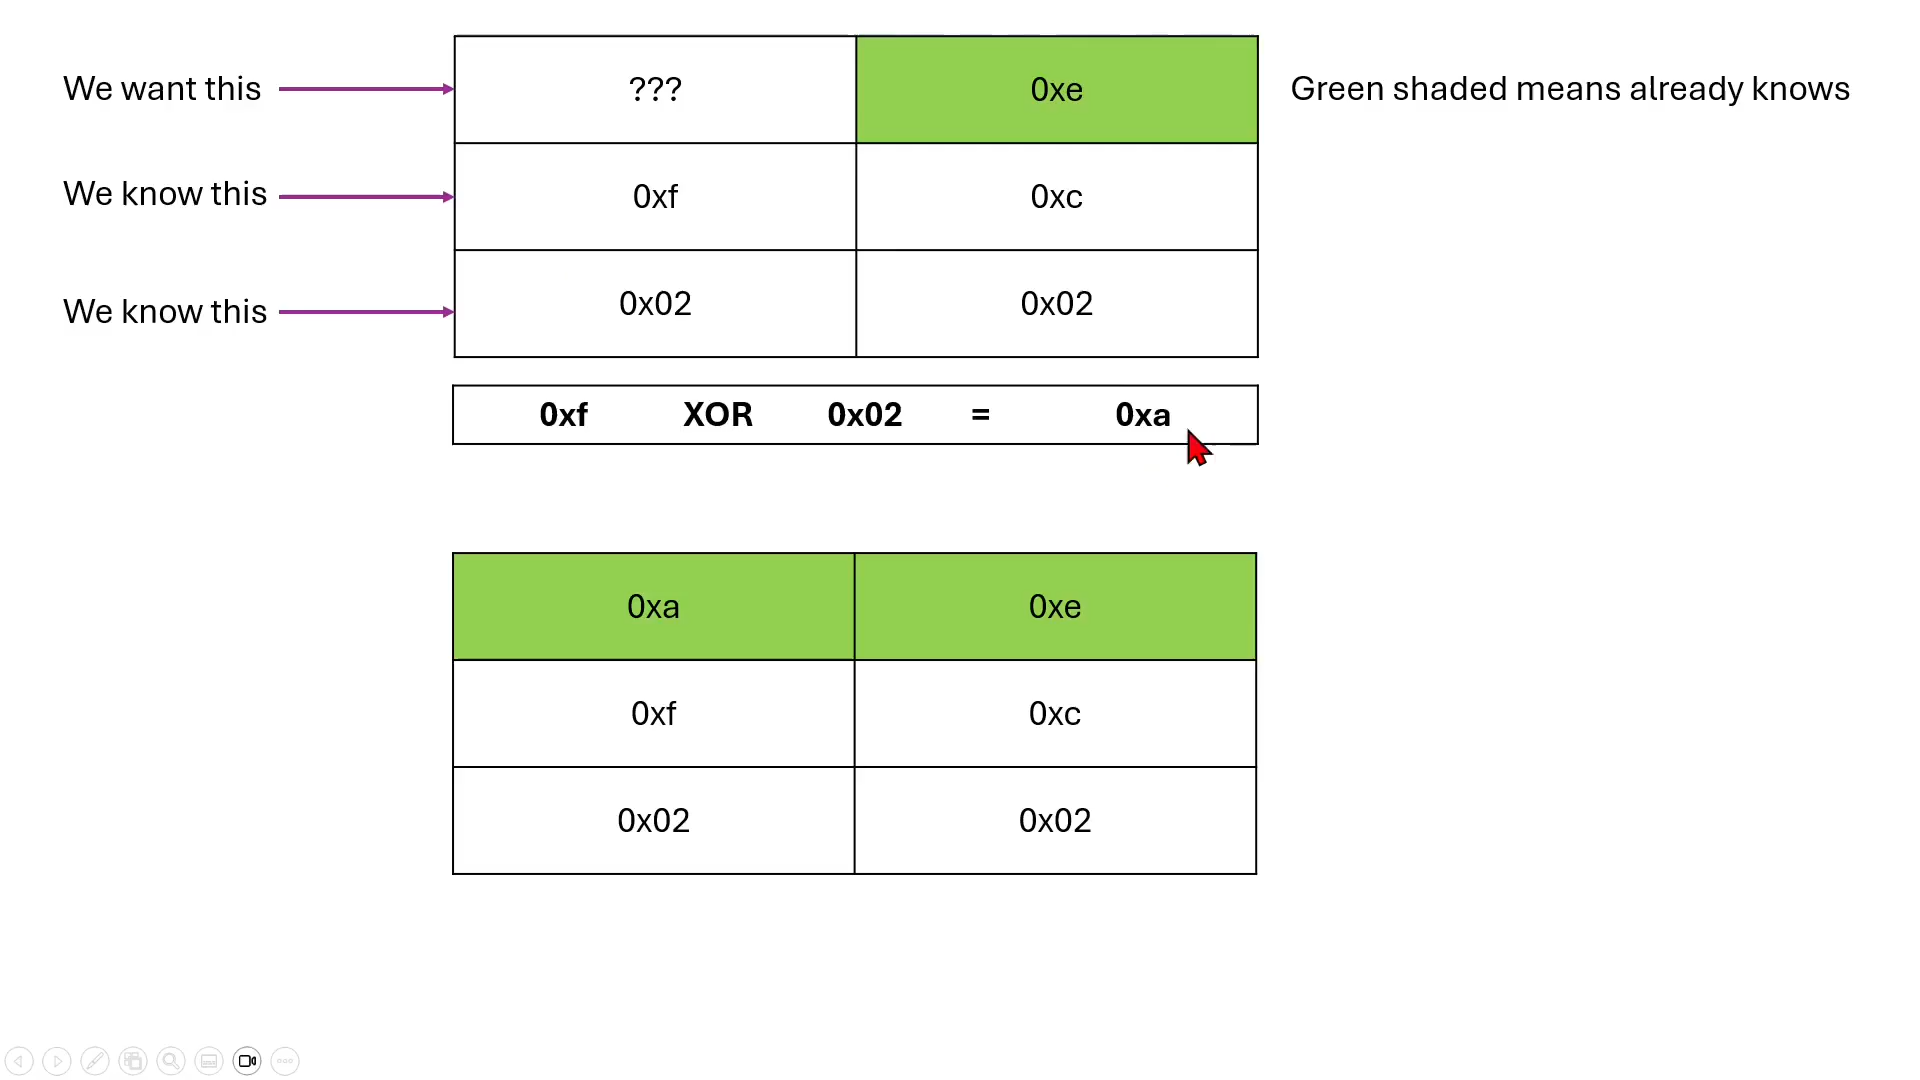 We want this ??? 0xe Green shaded means already knows
We know this 0xf 0xc
We know this 0x02 0x02
0xf XOR 0x02 = 0xa
0xa 0xe
0xf 0xc
0x02 0x02